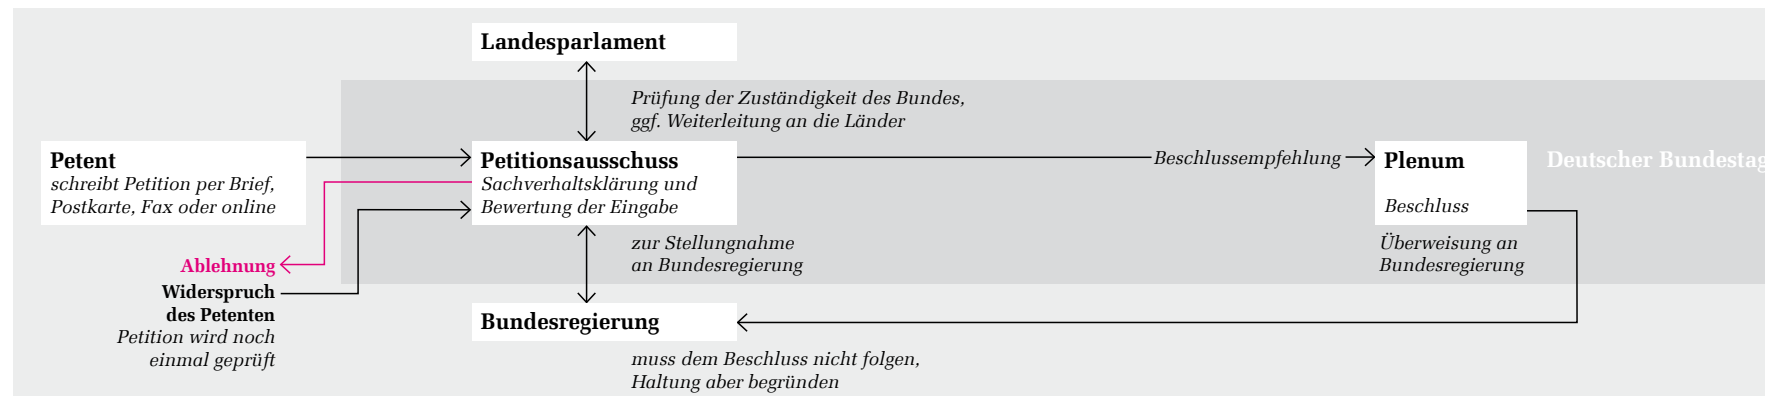 Landesparlament
Prüfung der Zuständigkeit des Bundes,
ggf. Weiterleitung an die Länder
Petent
schreibt Petition per Brief,
Postkarte, Fax oder online
Petitionsausschuss
Sachverhaltsklärung und
Bewertung der Eingabe
Beschlussempfehlung
Plenum
Beschluss
Deutscher Bundestag
Ablehnung
Widerspruch
des Petenten
Petition wird noch
einmal geprüft
zur Stellungnahme
an Bundesregierung
Überweisung an
Bundesregierung
Bundesregierung
muss dem Beschluss nicht folgen,
Haltung aber begründen